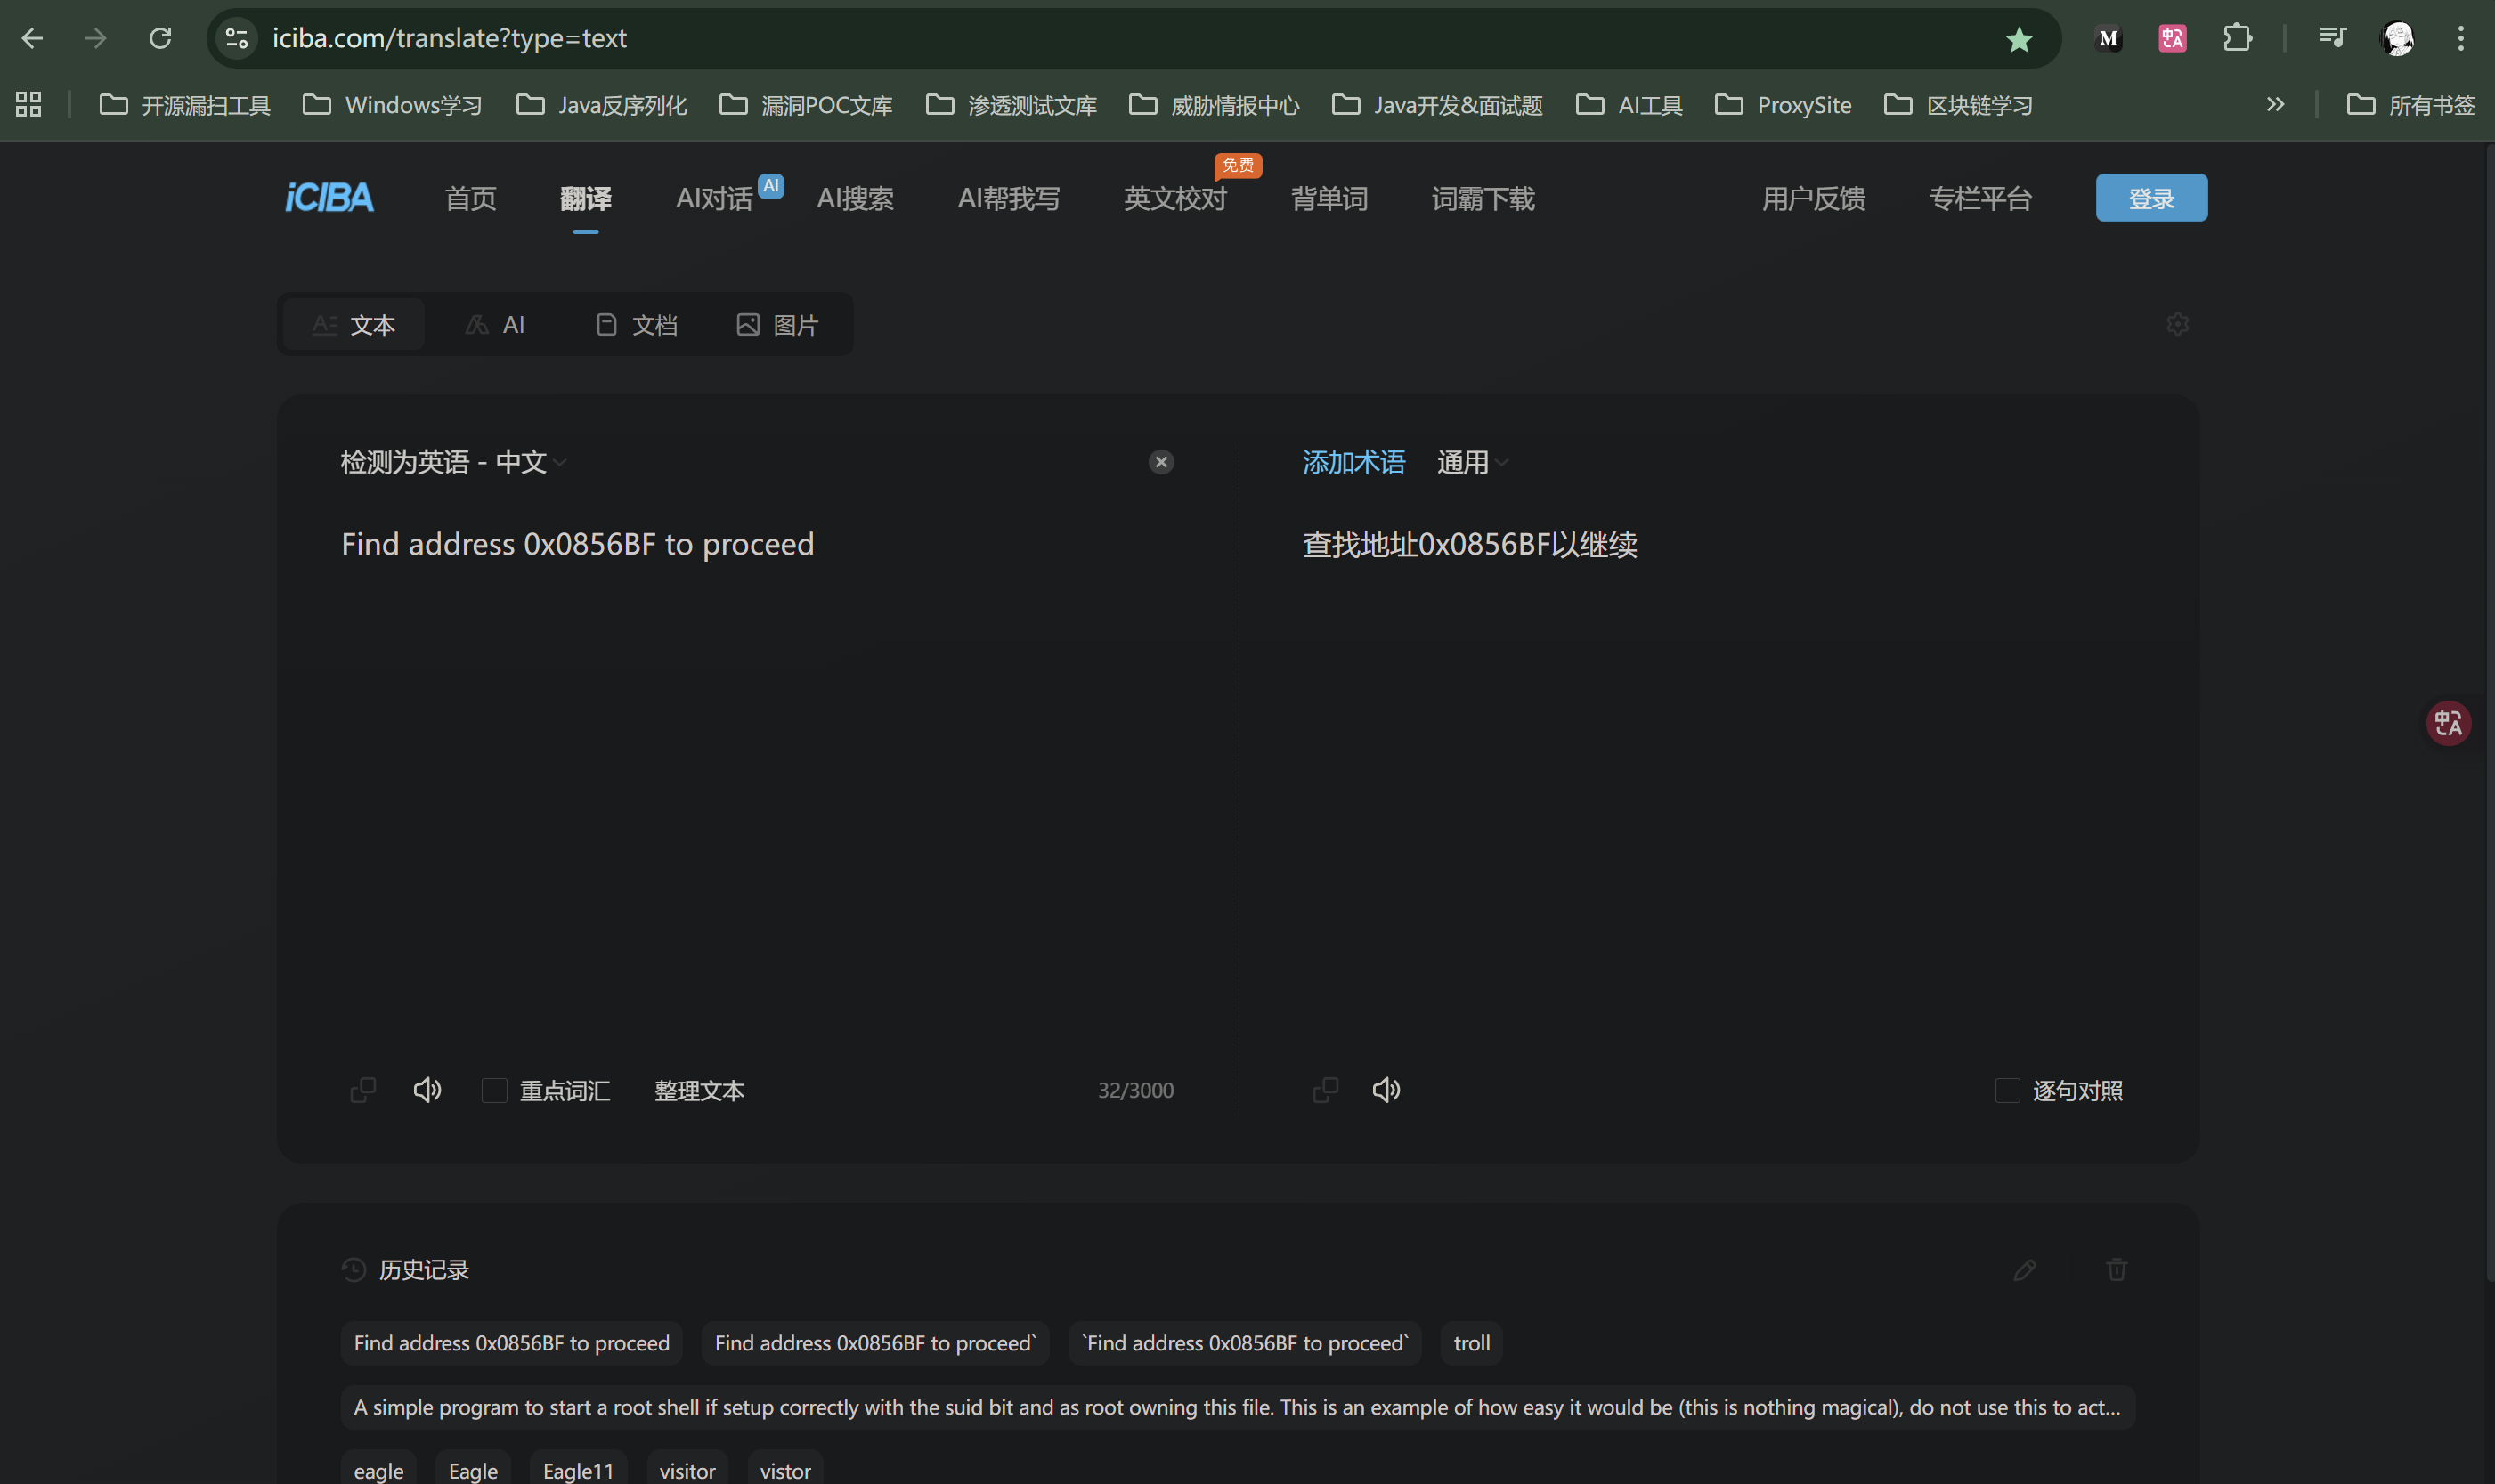 iciba.com/translate?type=text
M
开源漏扫工具 Windows学习 Java反序列化 漏洞POC文库 渗透测试文库 威胁情报中心 Java开发&面试题 AI工具 ProxySite 区块链学习 所有书签
免费
iCIBA 首页 翻译 AI对话 AI AI搜索 AI帮我写 英文校对 背单词 词霸下载 用户反馈 专栏平台 登录
文本 AI 文档 图片
检测为英语 - 中文 添加术语 通用
Find address 0x0856BF to proceed 查找地址0x0856BF以继续
重点词汇 整理文本 32/3000 逐句对照
历史记录
Find address 0x0856BF to proceed Find address 0x0856BF to proceed` `Find address 0x0856BF to proceed` troll
A simple program to start a root shell if setup correctly with the suid bit and as root owning this file. This is an example of how easy it would be (this is nothing magical), do not use this to act...
eagle Eagle Eagle11 visitor vistor